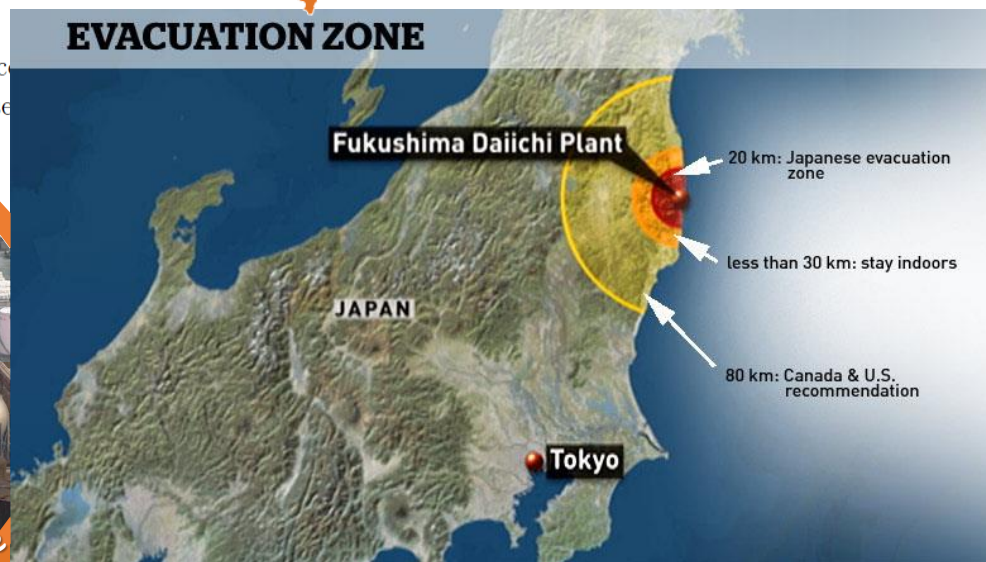 EVACUATION ZONE
Fukushima Daiichi Plant
20 km: Japanese evacuation
zone
less than 30 km: stay indoors
JAPAN
80 km: Canada & U.S.
recommendation
Tokyo